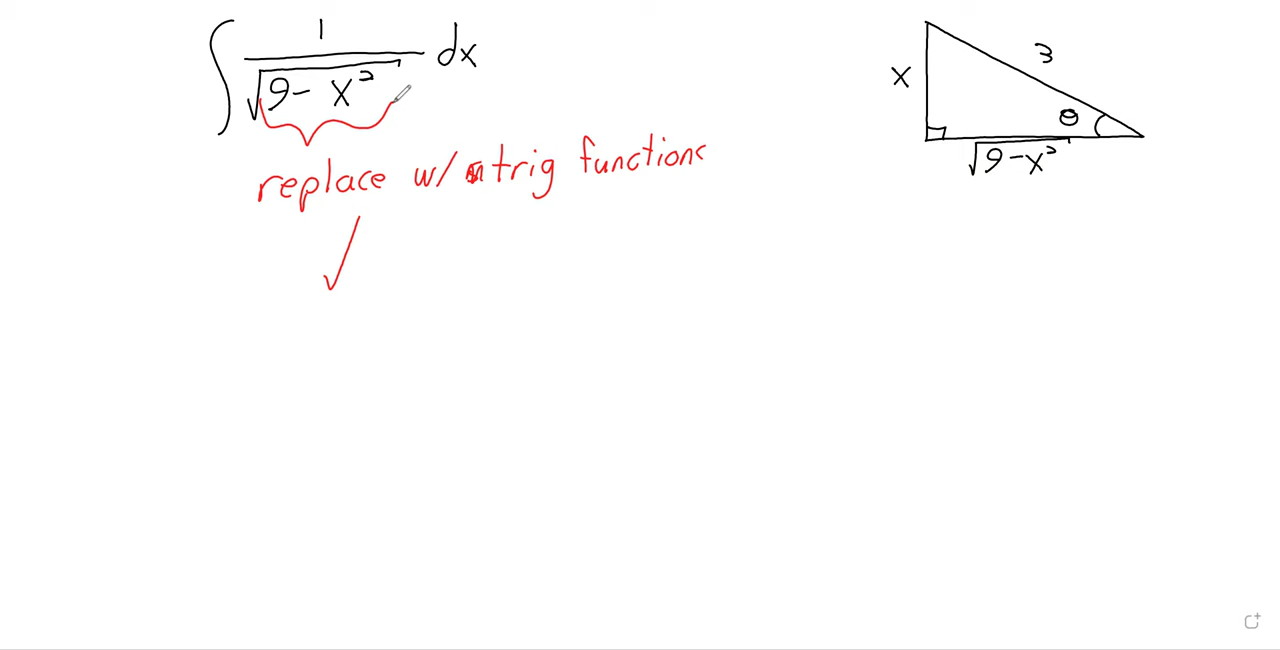 ∫ 1/√(9 - x²) dx
replace w/ trig functions
x
3
θ
√(9 - x²)